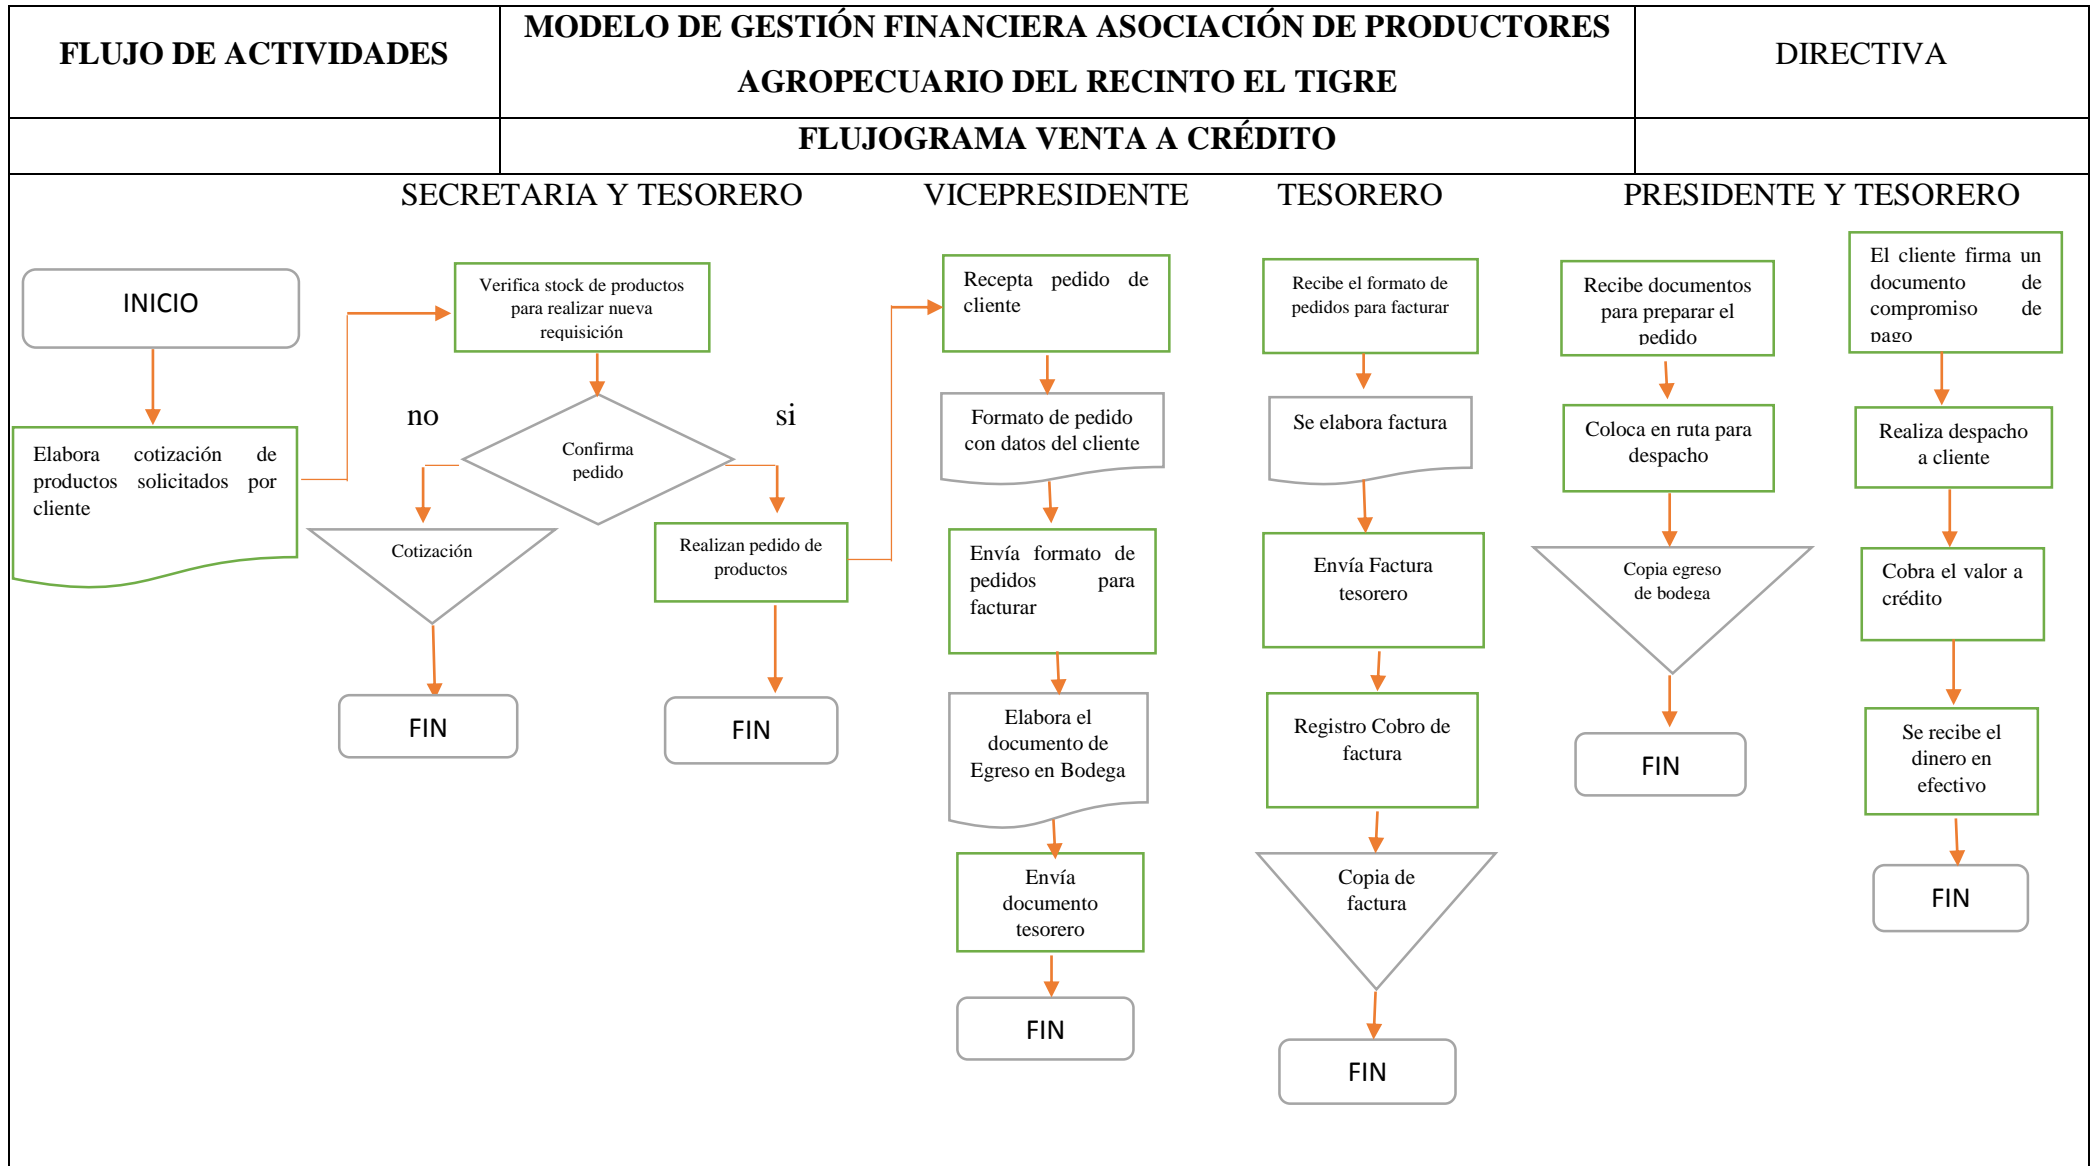 FLUJO DE ACTIVIDADES
MODELO DE GESTIÓN FINANCIERA ASOCIACIÓN DE PRODUCTORES
AGROPECUARIO DEL RECINTO EL TIGRE
DIRECTIVA
FLUJOGRAMA VENTA A CRÉDITO
SECRETARIA Y TESORERO
VICEPRESIDENTE
TESORERO
PRESIDENTE Y TESORERO
INICIO
Elabora cotización de
productos solicitados por
cliente
Verifica stock de productos
para realizar nueva
requisición
no
si
Confirma
pedido
Cotización
FIN
Realizan pedido de
productos
FIN
Recepta pedido de
cliente
Formato de pedido
con datos del cliente
Envía formato de
pedidos para
facturar
Elabora el
documento de
Egreso en Bodega
Envía
documento
tesorero
FIN
Recibe el formato de
pedidos para facturar
Se elabora factura
Envía Factura
tesorero
Registro Cobro de
factura
Copia de
factura
FIN
Recibe documentos
para preparar el
pedido
Coloca en ruta para
despacho
Copia egreso
de bodega
FIN
El cliente firma un
documento de
compromiso de
pago
Realiza despacho
a cliente
Cobra el valor a
crédito
Se recibe el
dinero en
efectivo
FIN